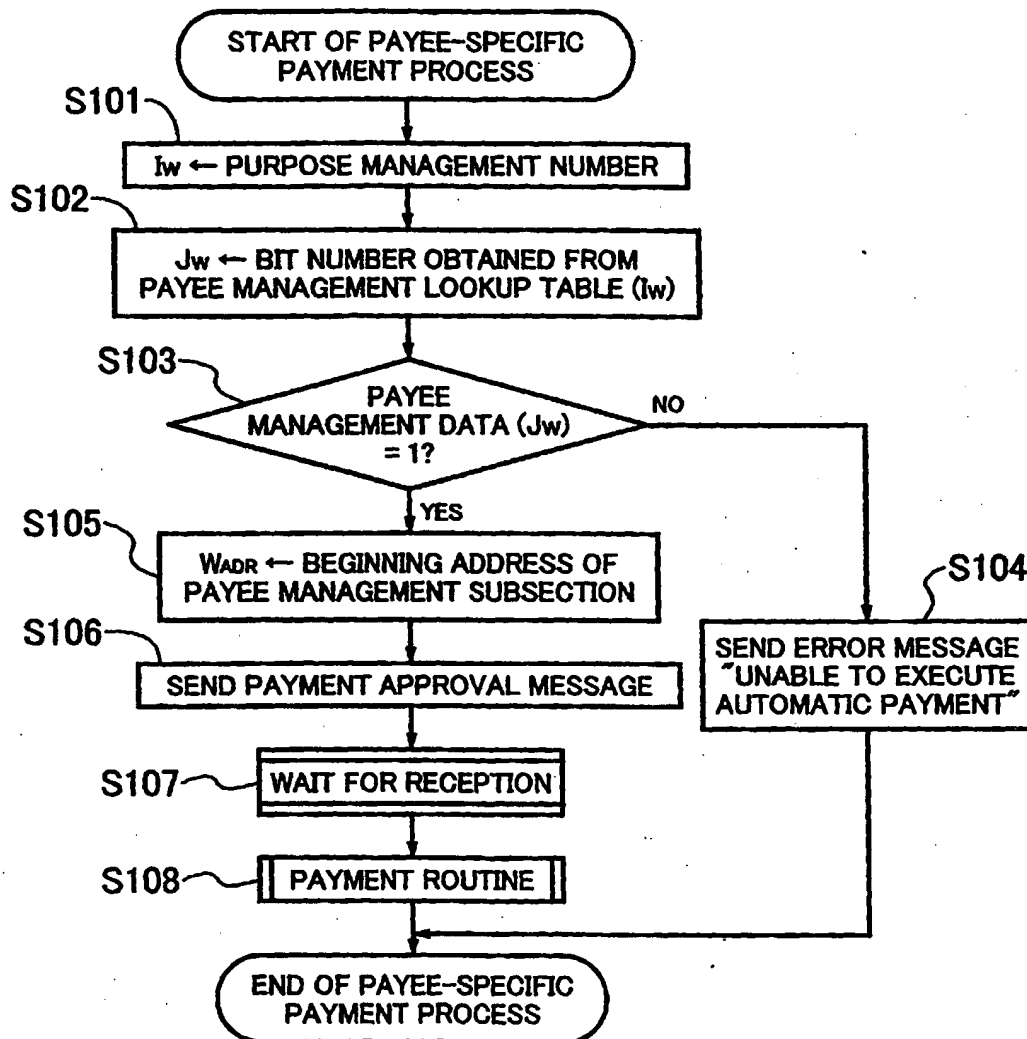 START OF PAYEE-SPECIFIC
PAYMENT PROCESS
S101
Iw ← PURPOSE MANAGEMENT NUMBER
S102
Jw ← BIT NUMBER OBTAINED FROM
PAYEE MANAGEMENT LOOKUP TABLE (Iw)
S103
PAYEE
MANAGEMENT DATA (Jw)
= 1?
NO
YES
S105
WADR ← BEGINNING ADDRESS OF
PAYEE MANAGEMENT SUBSECTION
S104
SEND ERROR MESSAGE
"UNABLE TO EXECUTE
AUTOMATIC PAYMENT"
S106
SEND PAYMENT APPROVAL MESSAGE
S107
WAIT FOR RECEPTION
S108
PAYMENT ROUTINE
END OF PAYEE-SPECIFIC
PAYMENT PROCESS